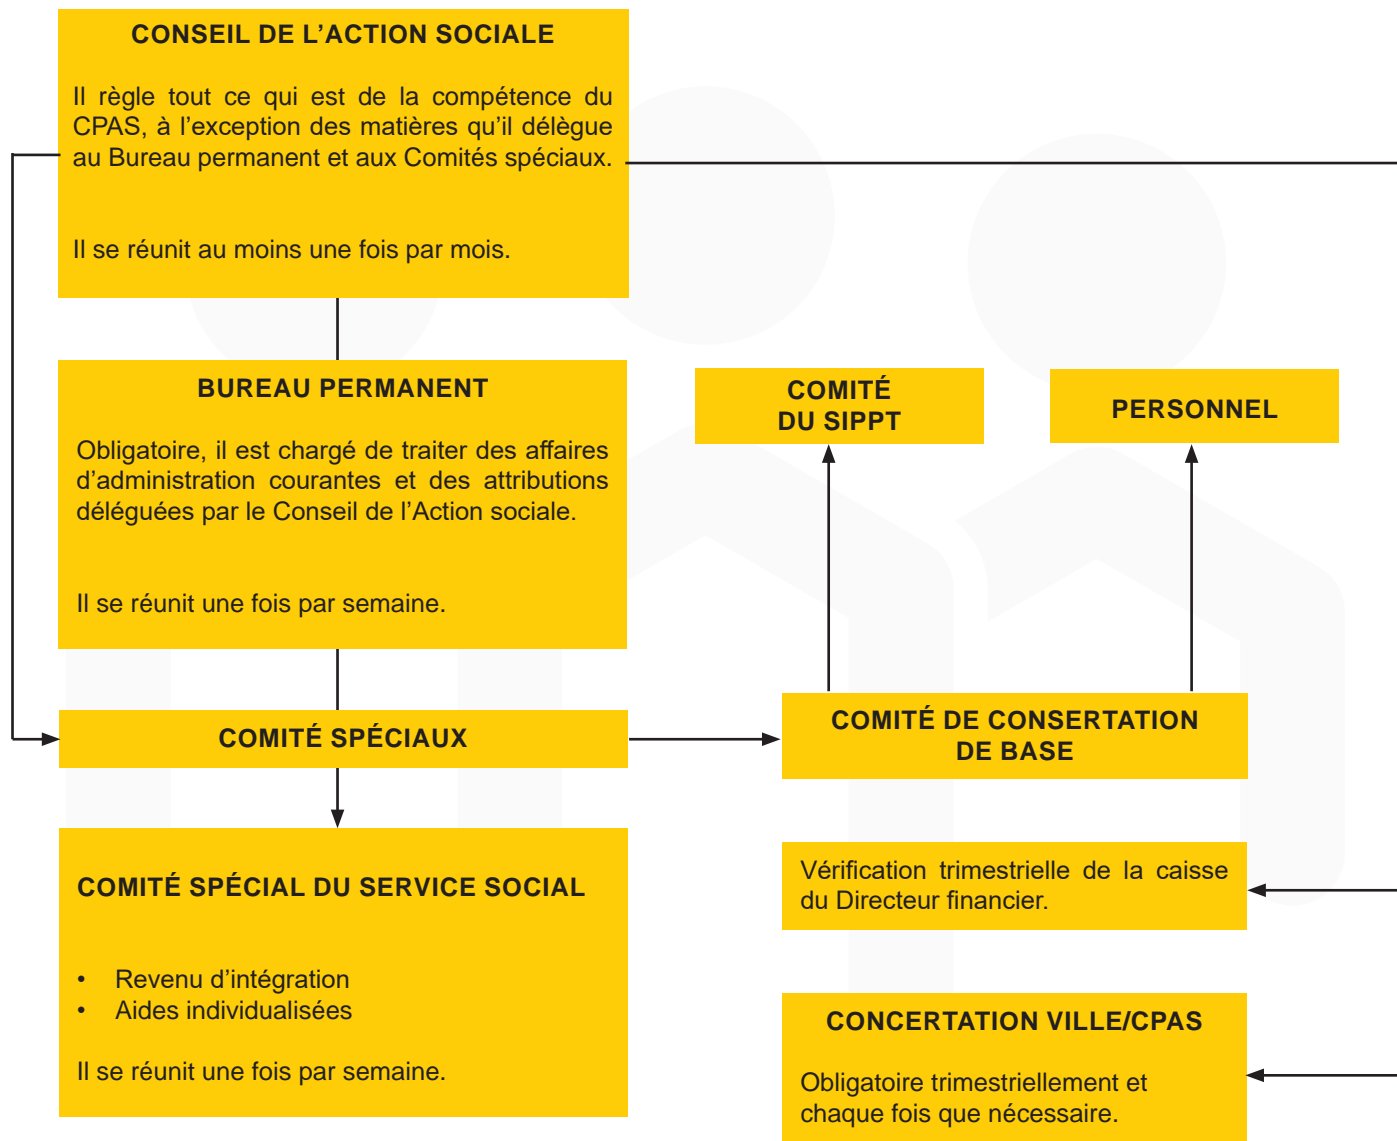 CONSEIL DE L’ACTION SOCIALE
Il règle tout ce qui est de la compétence du
CPAS, à l’exception des matières qu’il délègue
au Bureau permanent et aux Comités spéciaux.
Il se réunit au moins une fois par mois.
BUREAU PERMANENT
Obligatoire, il est chargé de traiter des affaires
d’administration courantes et des attributions
déléguées par le Conseil de l’Action sociale.
Il se réunit une fois par semaine.
COMITÉ
DU SIPPT
PERSONNEL
COMITÉ SPÉCIAUX
COMITÉ DE CONSERTATION
DE BASE
COMITÉ SPÉCIAL DU SERVICE SOCIAL
• Revenu d’intégration
• Aides individualisées
Il se réunit une fois par semaine.
Vérification trimestrielle de la caisse
du Directeur financier.
CONCERTATION VILLE/CPAS
Obligatoire trimestriellement et
chaque fois que nécessaire.